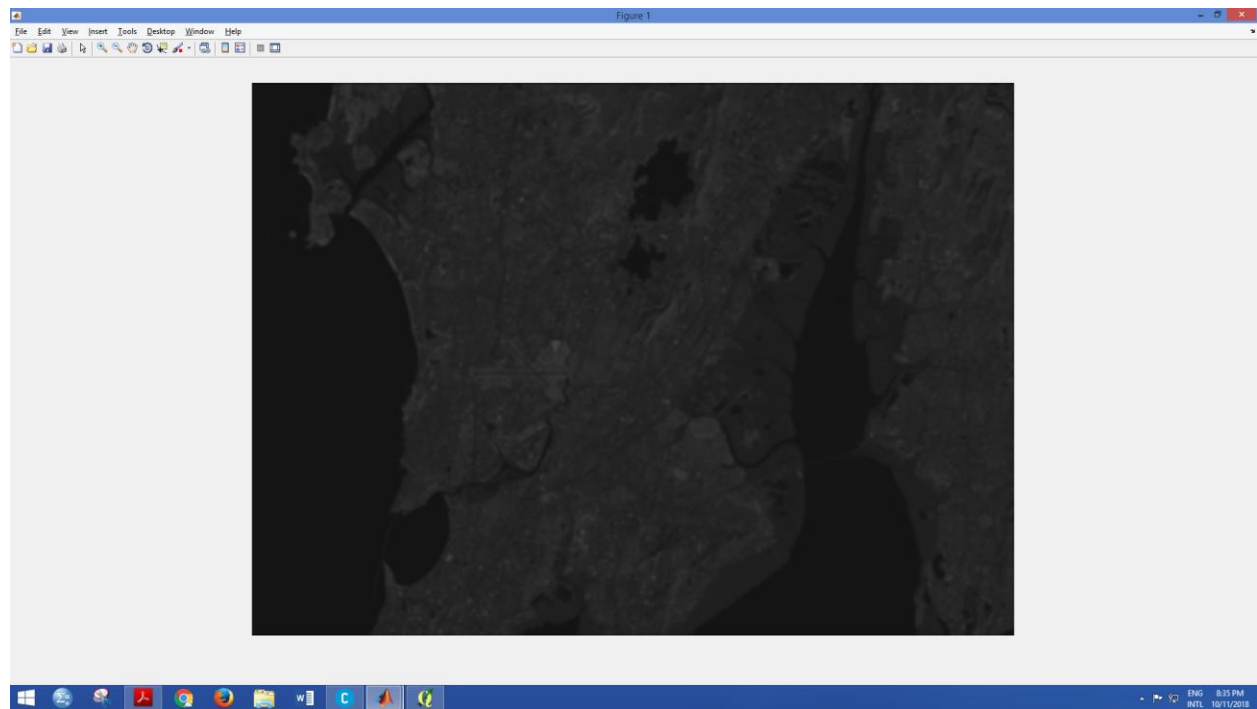 Figure 1
File Edit View Insert Tools Desktop Window Help
ENG 8:35 PM
INTL 10/11/2018